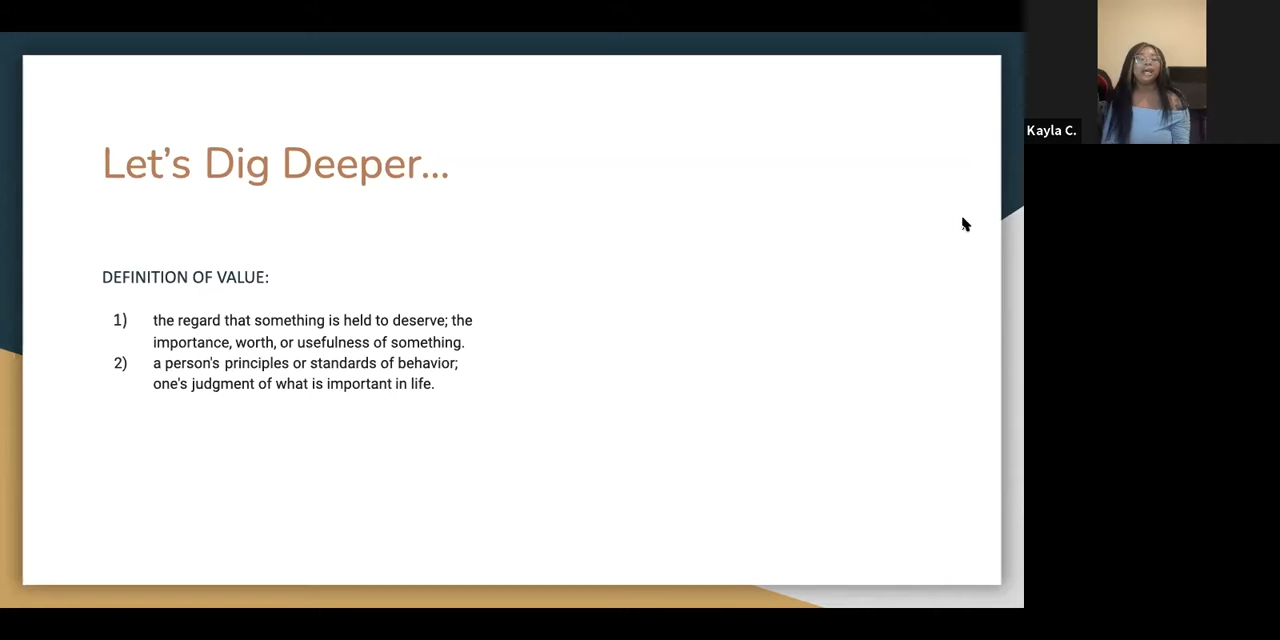 Let's Dig Deeper...
DEFINITION OF VALUE:
1) the regard that something is held to deserve; the
importance, worth, or usefulness of something.
2) a person's principles or standards of behavior;
one's judgment of what is important in life.
Kayla C.